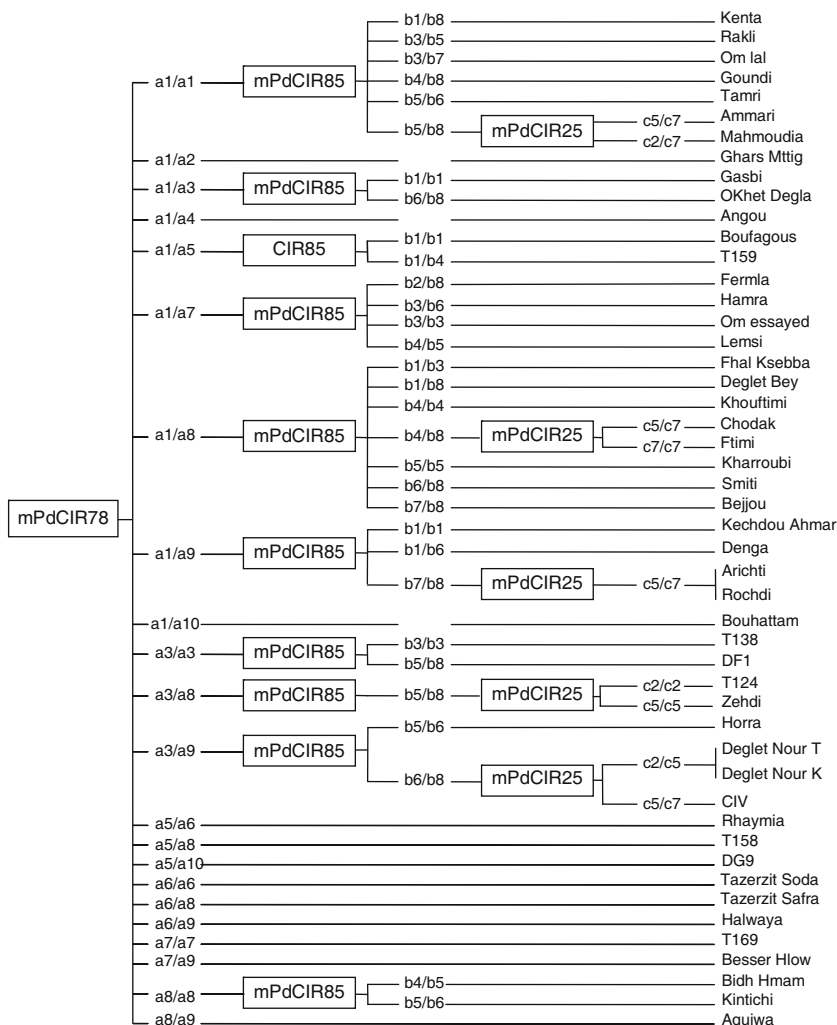 b1/b8 Kenta
b3/b5 Rakli
b3/b7 Om lal
a1/a1 mPdCIR85 b4/b8 Goundi
b5/b6 Tamri
b5/b8 mPdCIR25 c5/c7 Ammari
c2/c7 Mahmoudia
a1/a2 Ghars Mttig
a1/a3 mPdCIR85 b1/b1 Gasbi
b6/b8 OKhet Degla
a1/a4 Angou
a1/a5 CIR85 b1/b1 Boufagous
b1/b4 T159
b2/b8 Fermla
a1/a7 mPdCIR85 b3/b6 Hamra
b3/b3 Om essayed
b4/b5 Lemsi
b1/b3 Fhal Ksebba
b1/b8 Deglet Bey
b4/b4 Khouftimi
a1/a8 mPdCIR85 b4/b8 mPdCIR25 c5/c7 Chodak
c7/c7 Ftimi
b5/b5 Kharroubi
b6/b8 Smiti
b7/b8 Bejjou
mPdCIR78
b1/b1 Kechdou Ahmar
a1/a9 mPdCIR85 b1/b6 Denga
b7/b8 mPdCIR25 c5/c7 Arichti
Rochdi
a1/a10 Bouhattam
a3/a3 mPdCIR85 b3/b3 T138
b5/b8 DF1
a3/a8 mPdCIR85 b5/b8 mPdCIR25 c2/c2 T124
c5/c5 Zehdi
a3/a9 mPdCIR85 b5/b6 Horra
b6/b8 mPdCIR25 c2/c5 Deglet Nour T
Deglet Nour K
c5/c7 CIV
a5/a6 Rhaymia
a5/a8 T158
a5/a10 DG9
a6/a6 Tazerzit Soda
a6/a8 Tazerzit Safra
a6/a9 Halwaya
a7/a7 T169
a7/a9 Besser Hlow
a8/a8 mPdCIR85 b4/b5 Bidh Hmam
b5/b6 Kintichi
a8/a9 Aguiwa